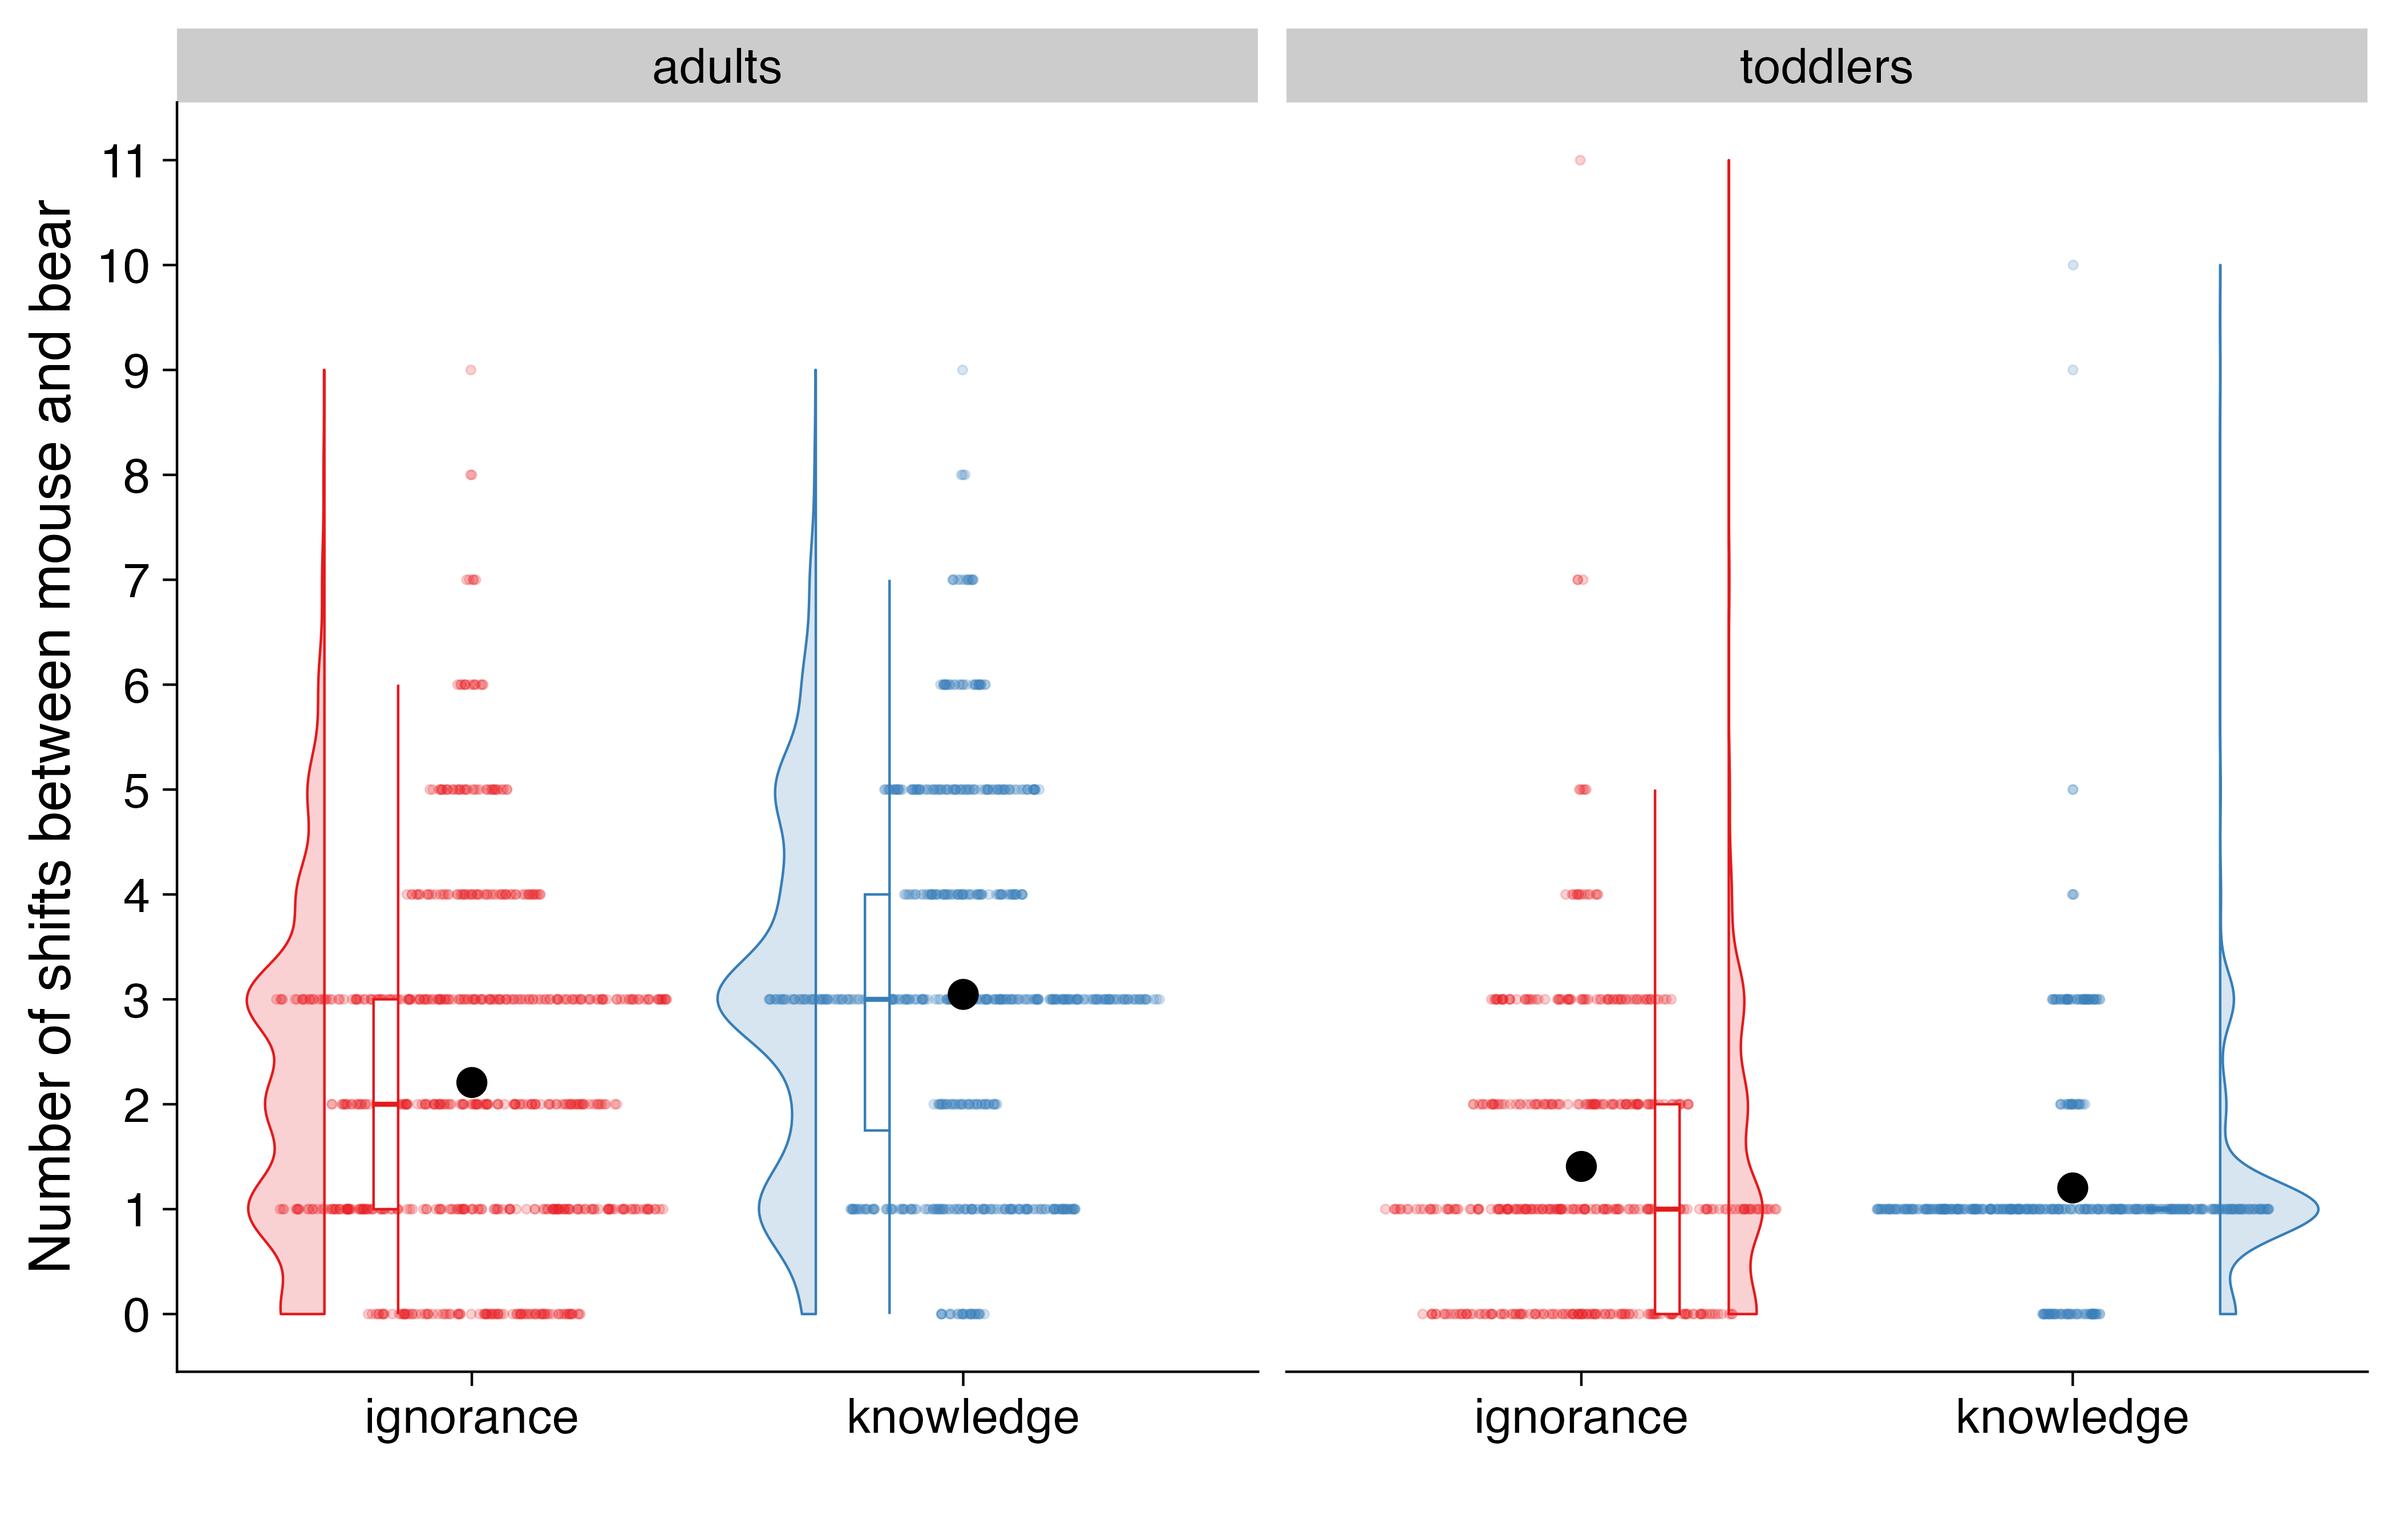 adults
toddlers
Number of shifts between mouse and bear
11
10
9
8
7
6
5
4
3
2
1
0
ignorance
knowledge
ignorance
knowledge